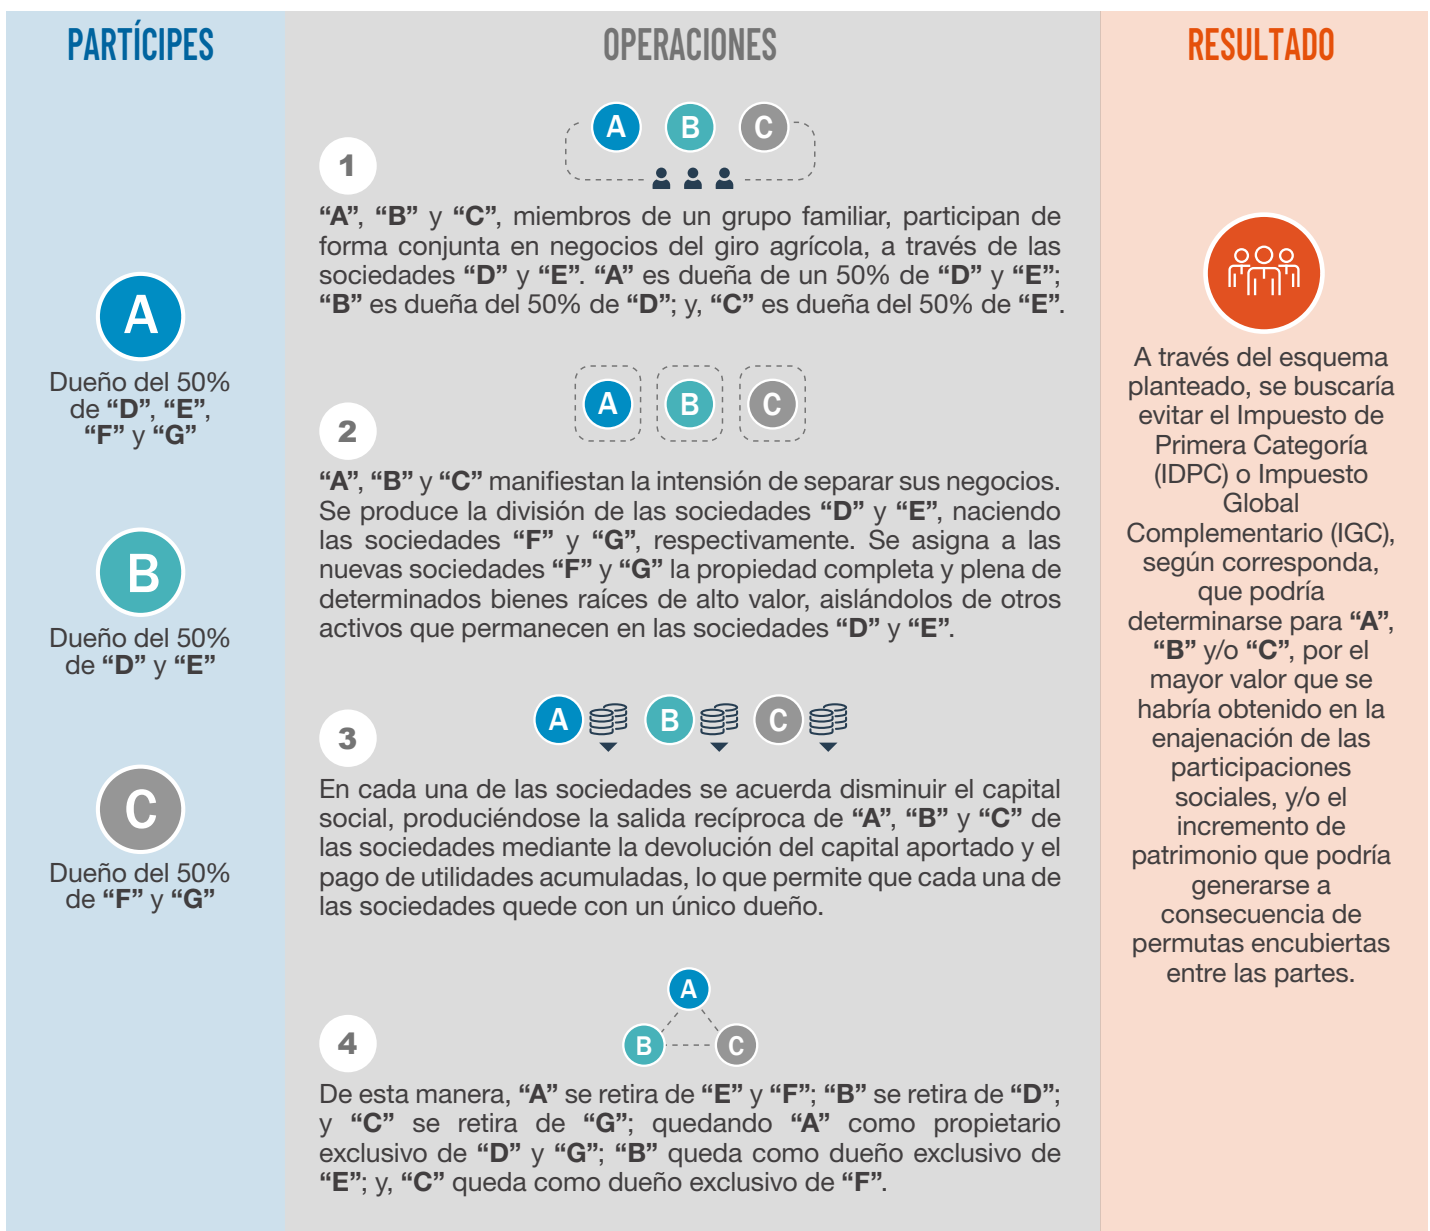 PARTÍCIPES
A
Dueño del 50%
de “D”, “E”,
“F” y “G”
B
Dueño del 50%
de “D” y “E”
C
Dueño del 50%
de “F” y “G”
OPERACIONES
A B C
1
“A”, “B” y “C”, miembros de un grupo familiar, participan de
forma conjunta en negocios del giro agrícola, a través de las
sociedades “D” y “E”. “A” es dueña de un 50% de “D” y “E”;
“B” es dueña del 50% de “D”; y, “C” es dueña del 50% de “E”.
A B C
2
“A”, “B” y “C” manifiestan la intensión de separar sus negocios.
Se produce la división de las sociedades “D” y “E”, naciendo
las sociedades “F” y “G”, respectivamente. Se asigna a las
nuevas sociedades “F” y “G” la propiedad completa y plena de
determinados bienes raíces de alto valor, aislándolos de otros
activos que permanecen en las sociedades “D” y “E”.
A B C
3
En cada una de las sociedades se acuerda disminuir el capital
social, produciéndose la salida recíproca de “A”, “B” y “C” de
las sociedades mediante la devolución del capital aportado y el
pago de utilidades acumuladas, lo que permite que cada una de
las sociedades quede con un único dueño.
A
B C
4
De esta manera, “A” se retira de “E” y “F”; “B” se retira de “D”;
y “C” se retira de “G”; quedando “A” como propietario
exclusivo de “D” y “G”; “B” queda como dueño exclusivo de
“E”; y, “C” queda como dueño exclusivo de “F”.
RESULTADO
A través del esquema
planteado, se buscaría
evitar el Impuesto de
Primera Categoría
(IDPC) o Impuesto
Global
Complementario (IGC),
según corresponda,
que podría
determinarse para “A”,
“B” y/o “C”, por el
mayor valor que se
habría obtenido en la
enajenación de las
participaciones
sociales, y/o el
incremento de
patrimonio que podría
generarse a
consecuencia de
permutas encubiertas
entre las partes.